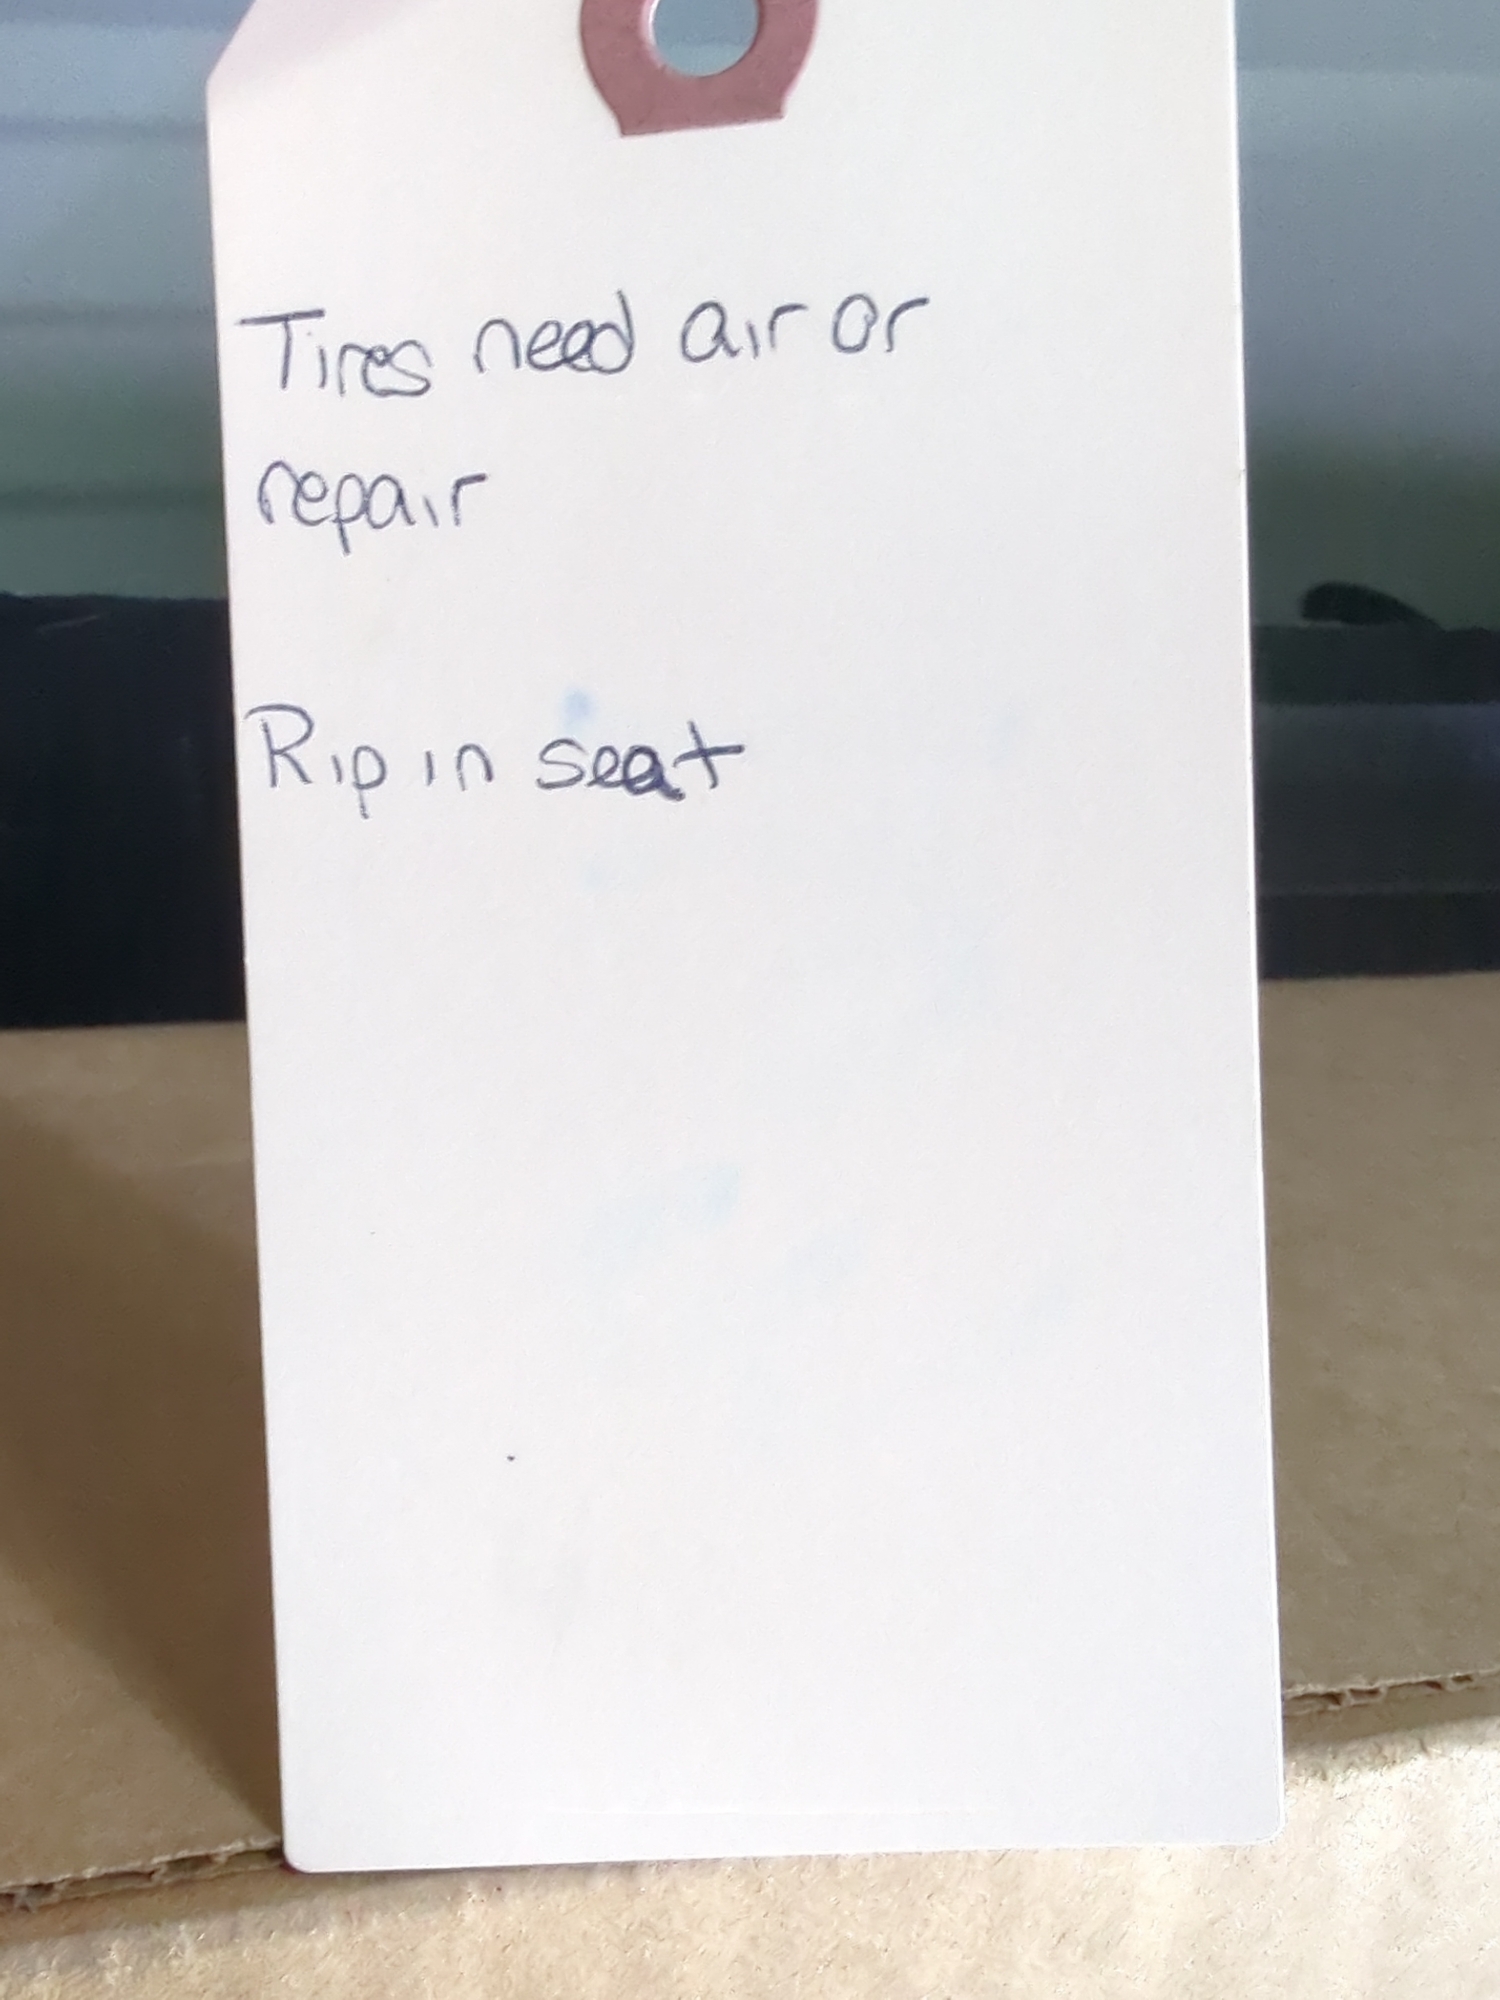 Tires need air or
repair
Rip in seat